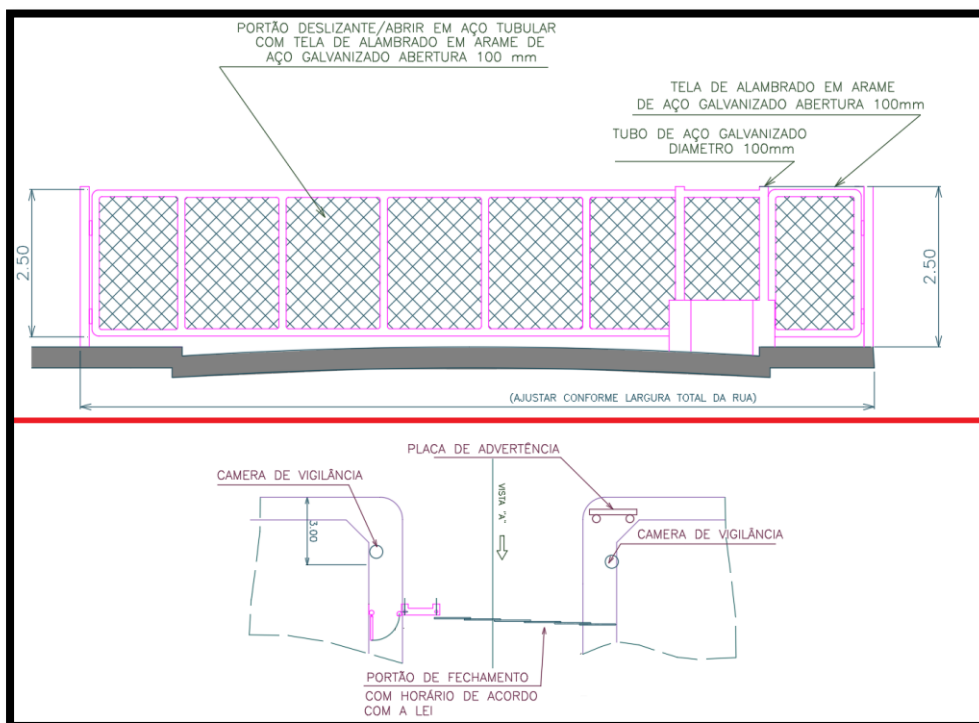 PORTÃO DESLIZANTE/ABRIR EM AÇO TUBULAR
COM TELA DE ALAMBRADO EM ARAME DE
AÇO GALVANIZADO ABERTURA 100 mm
TELA DE ALAMBRADO EM ARAME
DE AÇO GALVANIZADO ABERTURA 100mm
TUBO DE AÇO GALVANIZADO
DIAMETRO 100mm
2.50
2.50
(AJUSTAR CONFORME LARGURA TOTAL DA RUA)
PLACA DE ADVERTÊNCIA
CAMERA DE VIGILÂNCIA
VISTA "A"
3.00
CAMERA DE VIGILÂNCIA
PORTÃO DE FECHAMENTO
COM HORÁRIO DE ACORDO
COM A LEI